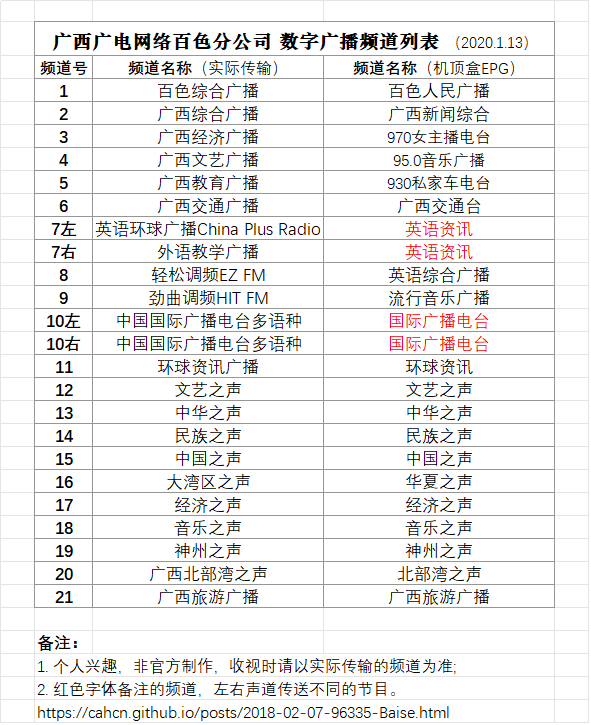 广西广电网络百色分公司 数字广播频道列表 （2020.1.13）
频道号 频道名称（实际传输） 频道名称（机顶盒EPG）
1 百色综合广播 百色人民广播
2 广西综合广播 广西新闻综合
3 广西经济广播 970女主播电台
4 广西文艺广播 95.0音乐广播
5 广西教育广播 930私家车电台
6 广西交通广播 广西交通台
7左 英语环球广播China Plus Radio 英语资讯
7右 外语教学广播 英语资讯
8 轻松调频EZ FM 英语综合广播
9 劲曲调频HIT FM 流行音乐广播
10左 中国国际广播电台多语种 国际广播电台
10右 中国国际广播电台多语种 国际广播电台
11 环球资讯广播 环球资讯
12 文艺之声 文艺之声
13 中华之声 中华之声
14 民族之声 民族之声
15 中国之声 中国之声
16 大湾区之声 华夏之声
17 经济之声 经济之声
18 音乐之声 音乐之声
19 神州之声 神州之声
20 广西北部湾之声 北部湾之声
21 广西旅游广播 广西旅游广播
备注：
1. 个人兴趣，非官方制作，收视时请以实际传输的频道为准;
2. 红色字体备注的频道，左右声道传送不同的节目。
https://cahcn.github.io/posts/2018-02-07-96335-Baise.html